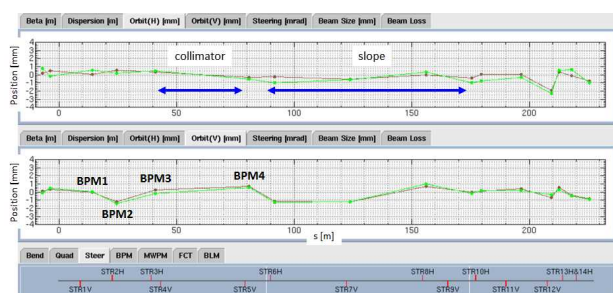 Beta [m] Dispersion [m] Orbit(H) [mm] Orbit(V) [mm] Steering [mrad] Beam Size [mm] Beam Loss
Position [mm]
4
3
2
1
0
-1
-2
-3
-4
collimator slope
0 50 100 150 200
Beta [m] Dispersion [m] Orbit(H) [mm] Orbit(V) [mm] Steering [mrad] Beam Size [mm] Beam Loss
Position [mm]
4
3
2
1
0
-1
-2
-3
-4
BPM1 BPM3 BPM4
BPM2
0 50 100 150 200
s [m]
Bend Quad Steer BPM MWPM FCT BLM
STR2H STR3H STR6H STR8H STR10H STR13H&14H
STR1V STR4V STR5V STR7V STR9V STR11V STR12V